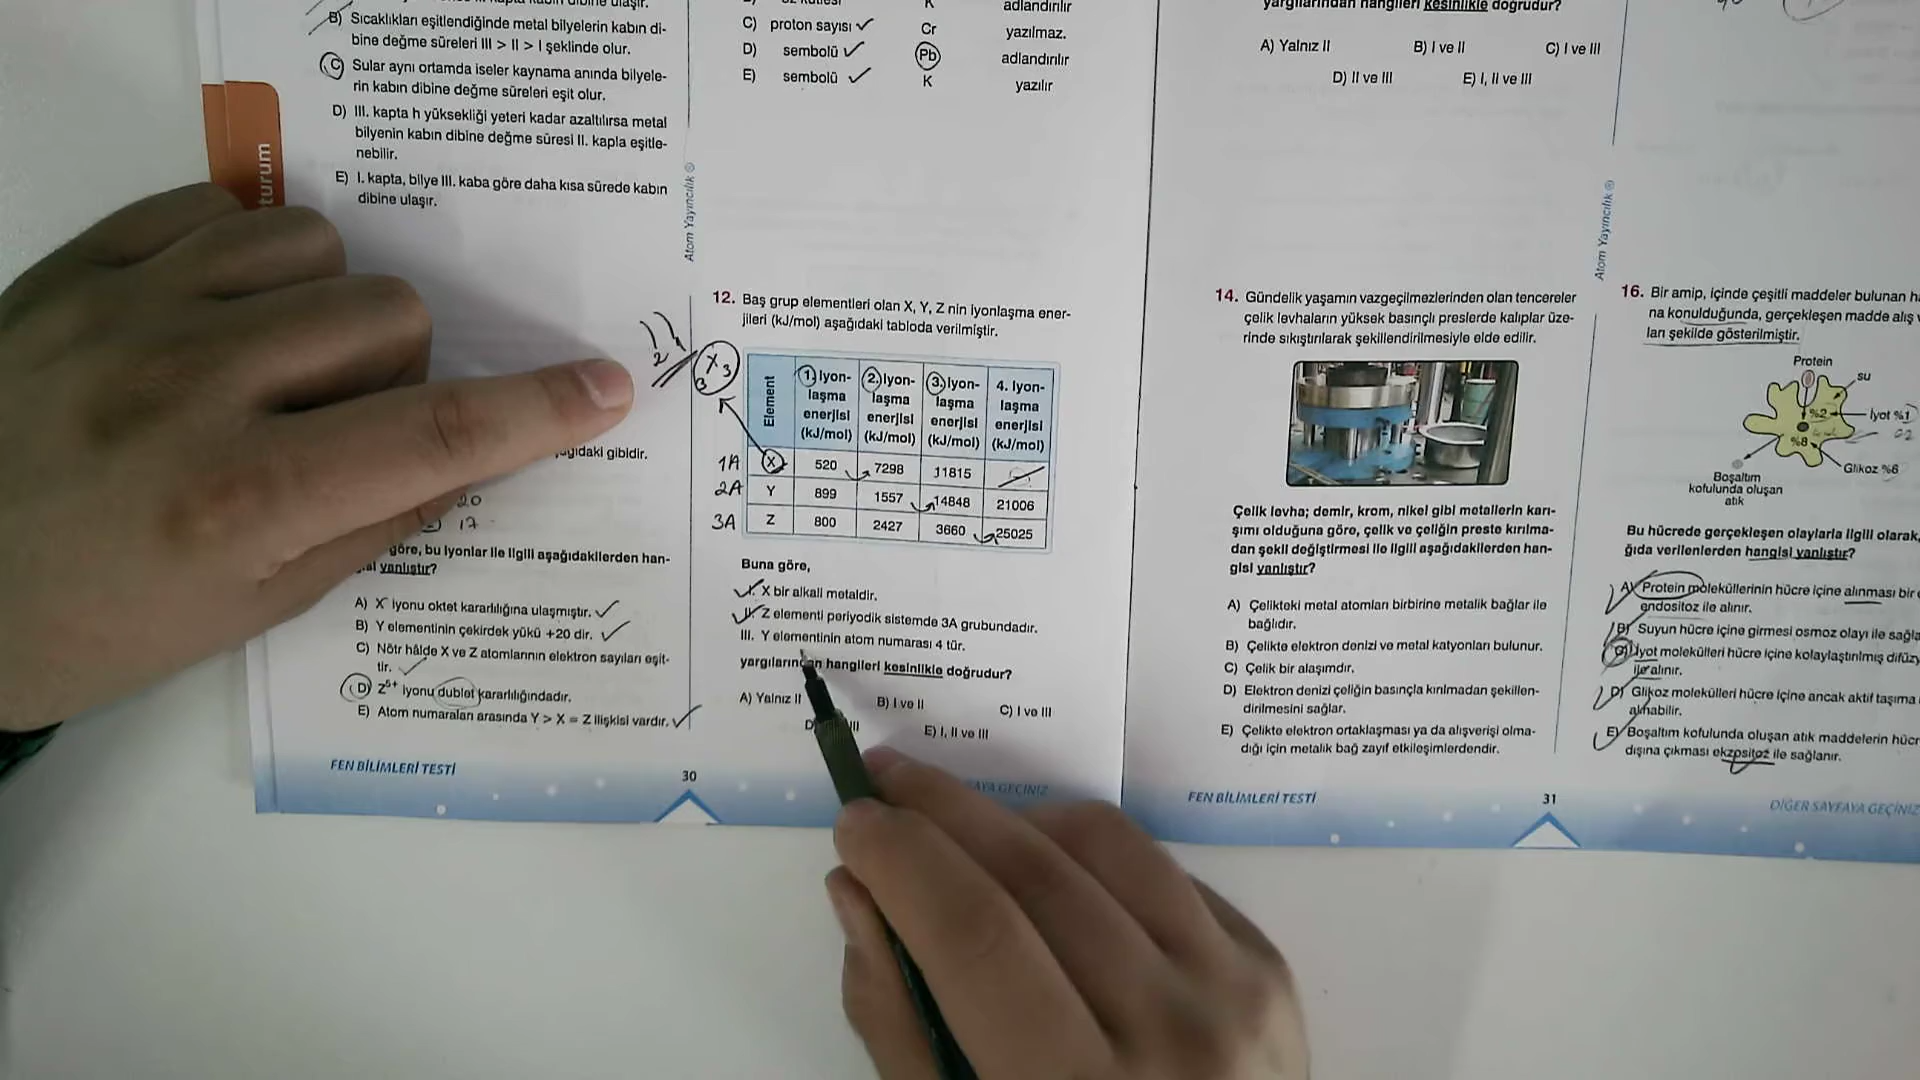 B) Sıcaklıkları eşitlendiğinde metal bilyelerin kabın di-
bine değme süreleri III > II > I şeklinde olur.
C) Sular aynı ortamda iseler kaynama anında bilyele-
rin kabın dibine değme süreleri eşit olur.
D) III. kapta h yüksekliği yeteri kadar azaltılırsa metal
bilyenin kabın dibine değme süresi II. kapla eşitle-
nebilir.
E) I. kapta, bilye III. kaba göre daha kısa sürede kabın
dibine ulaşır.
turum
gibidir.
20
17
göre, bu iyonlar ile ilgili aşağıdakilerden han-
yanlıştır?
A) X iyonu oktet kararlılığına ulaşmıştır.
B) Y elementinin çekirdek yükü +20 dir.
C) Nötr hâlde X ve Z atomlarının elektron sayıları eşit-
tir.
D) Z5+ iyonu dublet kararlılığındadır.
E) Atom numaraları arasında Y > X = Z ilişkisi vardır.
FEN BİLİMLERİ TESTİ
30
K adlandırılır
C) proton sayısı Cr yazılmaz.
D) sembolü Pb adlandırılır
E) sembolü K yazılır
Atom Yayıncılık ®
12. Baş grup elementleri olan X, Y, Z nin iyonlaşma ener-
jileri (kJ/mol) aşağıdaki tabloda verilmiştir.
2
X
3 3
Element 1. İyon-laşma enerjisi (kJ/mol) 2. İyon-laşma enerjisi (kJ/mol) 3. İyon-laşma enerjisi (kJ/mol) 4. İyon-laşma enerjisi (kJ/mol)
1A X 520 7298 11815
2A Y 899 1557 14848 21006
3A Z 800 2427 3660 25025
Buna göre,
I. X bir alkali metaldir.
II. Z elementi periyodik sistemde 3A grubundadır.
III. Y elementinin atom numarası 4 tür.
yargılarından hangileri kesinlikle doğrudur?
A) Yalnız II B) I ve II C) I ve III
D) III E) I, II ve III
yargılarından hangileri kesinlikle doğrudur?
A) Yalnız II B) I ve II C) I ve III
D) II ve III E) I, II ve III
14. Gündelik yaşamın vazgeçilmezlerinden olan tencereler
çelik levhaların yüksek basınçlı preslerde kalıplar üze-
rinde sıkıştırılarak şekillendirilmesiyle elde edilir.
Çelik levha; demir, krom, nikel gibi metallerin karı-
şımı olduğuna göre, çelik ve çeliğin preste kırılma-
dan şekil değiştirmesi ile ilgili aşağıdakilerden han-
gisi yanlıştır?
A) Çelikteki metal atomları birbirine metalik bağlar ile
bağlıdır.
B) Çelikte elektron denizi ve metal katyonları bulunur.
C) Çelik bir alaşımdır.
D) Elektron denizi çeliğin basınçla kırılmadan şekillen-
dirilmesini sağlar.
E) Çelikte elektron ortaklaşması ya da alışverişi olma-
dığı için metalik bağ zayıf etkileşimlerdendir.
FEN BİLİMLERİ TESTİ
31
Atom Yayıncılık ®
16. Bir amip, içinde çeşitli maddeler bulunan
na konulduğunda, gerçekleşen madde alış
ları şekilde gösterilmiştir.
Protein
su
%2
İyot %1
%8
Glikoz %6
Boşaltım
kofulunda oluşan
atık
Bu hücrede gerçekleşen olaylarla ilgili olarak,
ğıda verilenlerden hangisi yanlıştır?
A) Protein moleküllerinin hücre içine alınması bir
endositoz ile alınır.
B) Suyun hücre içine girmesi osmoz olayı ile
C) İyot molekülleri hücre içine kolaylaştırılmış
ile alınır.
D) Glikoz molekülleri hücre içine ancak aktif taşıma
alınabilir.
E) Boşaltım kofulunda oluşan atık maddelerin
dışına çıkması ekzositoz ile sağlanır.
DİĞER SAYFAYA GEÇİNİZ